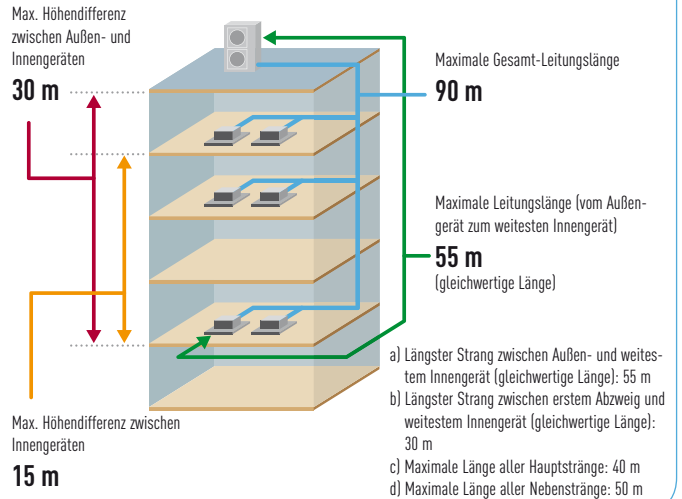 Max. Höhendifferenz
zwischen Außen- und
Innengeräten
30 m
Maximale Gesamt-Leitungslänge
90 m
Maximale Leitungslänge (vom Außen-
gerät zum weitesten Innengerät)
55 m
(gleichwertige Länge)
a) Längster Strang zwischen Außen- und weites-
tem Innengerät (gleichwertige Länge): 55 m
b) Längster Strang zwischen erstem Abzweig und
weitestem Innengerät (gleichwertige Länge):
30 m
c) Maximale Länge aller Hauptstränge: 40 m
d) Maximale Länge aller Nebenstränge: 50 m
Max. Höhendifferenz zwischen
Innengeräten
15 m